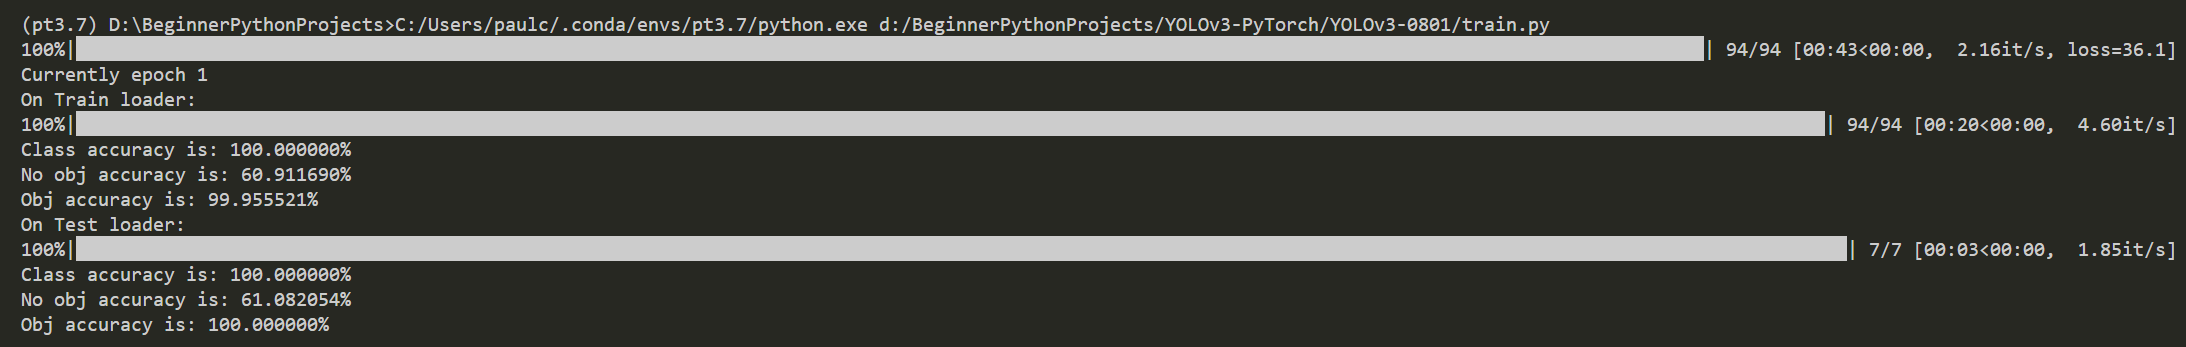 (pt3.7) D:\BeginnerPythonProjects>C:/Users/paulc/.conda/envs/pt3.7/python.exe d:/BeginnerPythonProjects/YOLOv3-PyTorch/YOLOv3-0801/train.py
100%|| 94/94 [00:43<00:00,  2.16it/s, loss=36.1]
Currently epoch 1
On Train loader:
100%|| 94/94 [00:20<00:00,  4.60it/s]
Class accuracy is: 100.000000%
No obj accuracy is: 60.911690%
Obj accuracy is: 99.955521%
On Test loader:
100%|| 7/7 [00:03<00:00,  1.85it/s]
Class accuracy is: 100.000000%
No obj accuracy is: 61.082054%
Obj accuracy is: 100.000000%